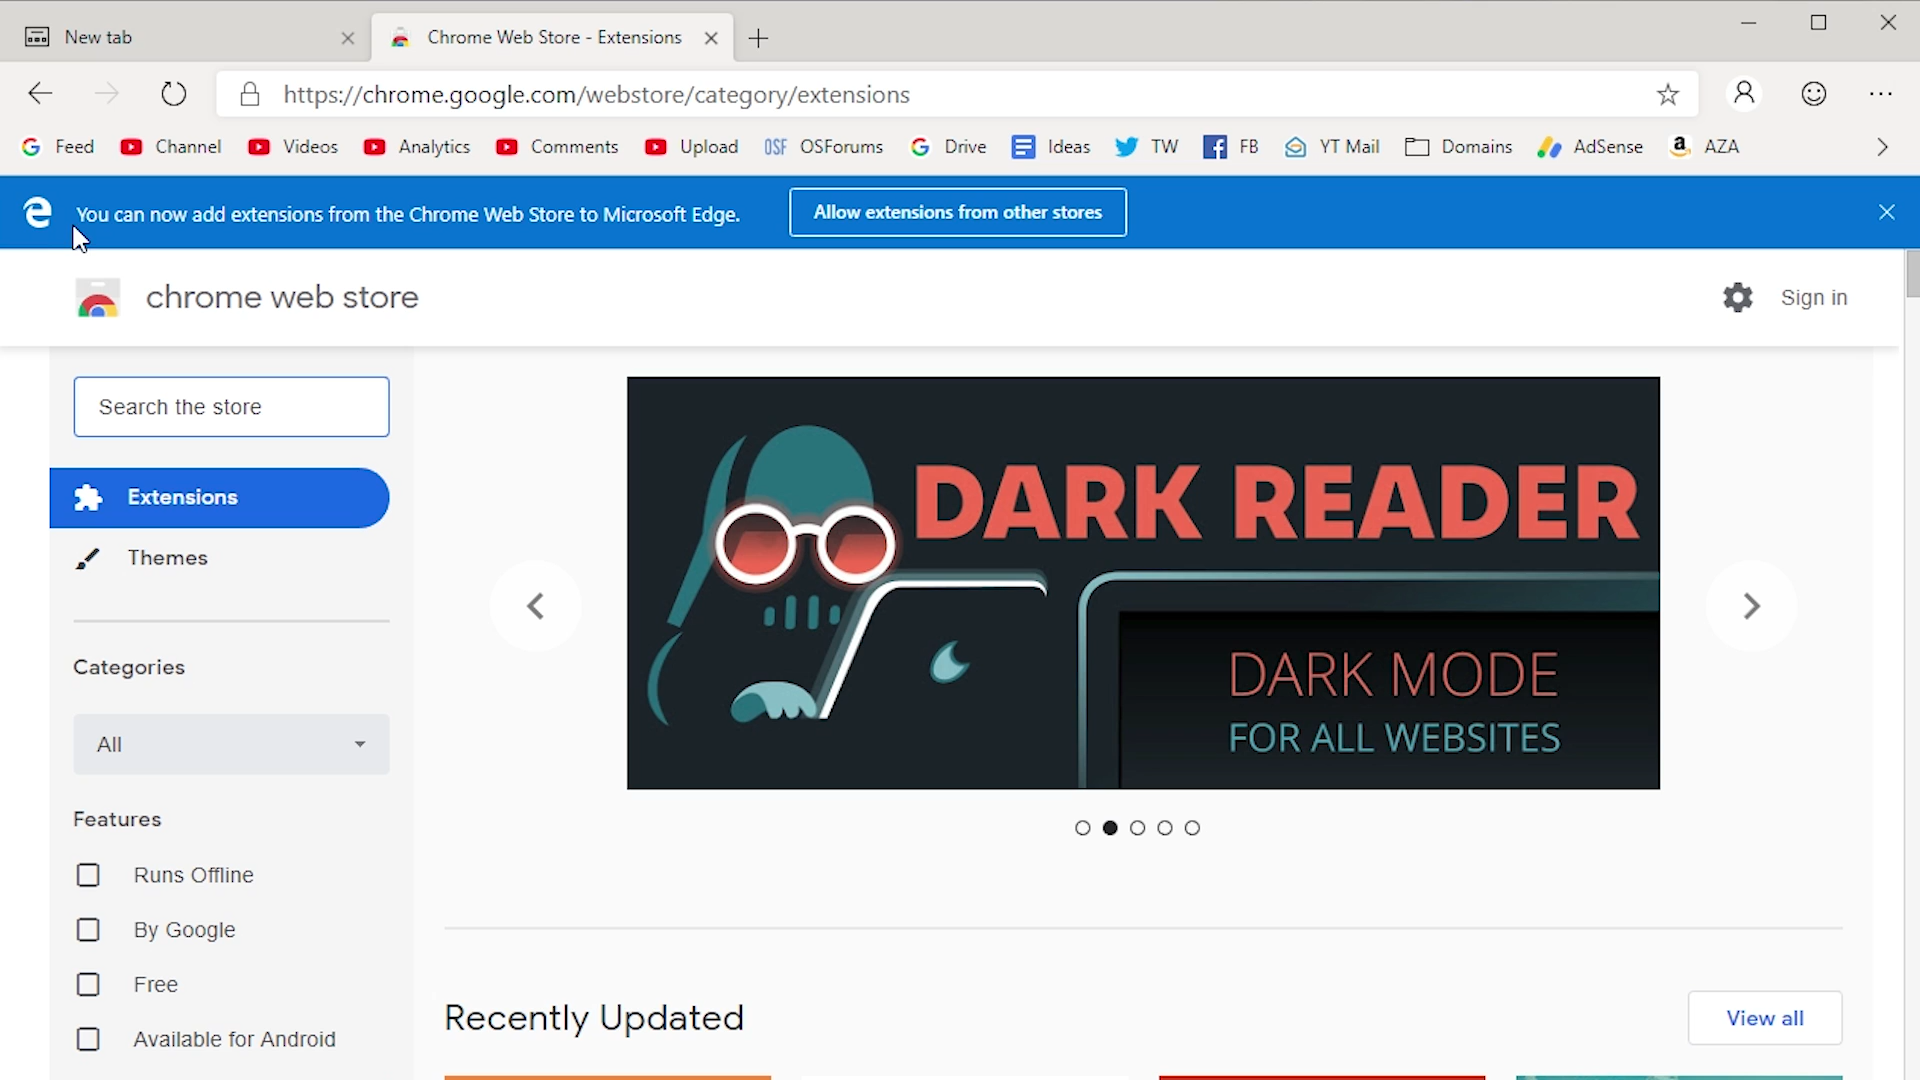 New tab
Chrome Web Store - Extensions
https://chrome.google.com/webstore/category/extensions
Feed Channel Videos Analytics Comments Upload OSF OSForums Drive Ideas TW FB YT Mail Domains AdSense a AZA
You can now add extensions from the Chrome Web Store to Microsoft Edge. Allow extensions from other stores
chrome web store
Sign in
Search the store
Extensions
Themes
Categories
All
Features
Runs Offline
By Google
Free
Available for Android
DARK READER
DARK MODE
FOR ALL WEBSITES
Recently Updated
View all